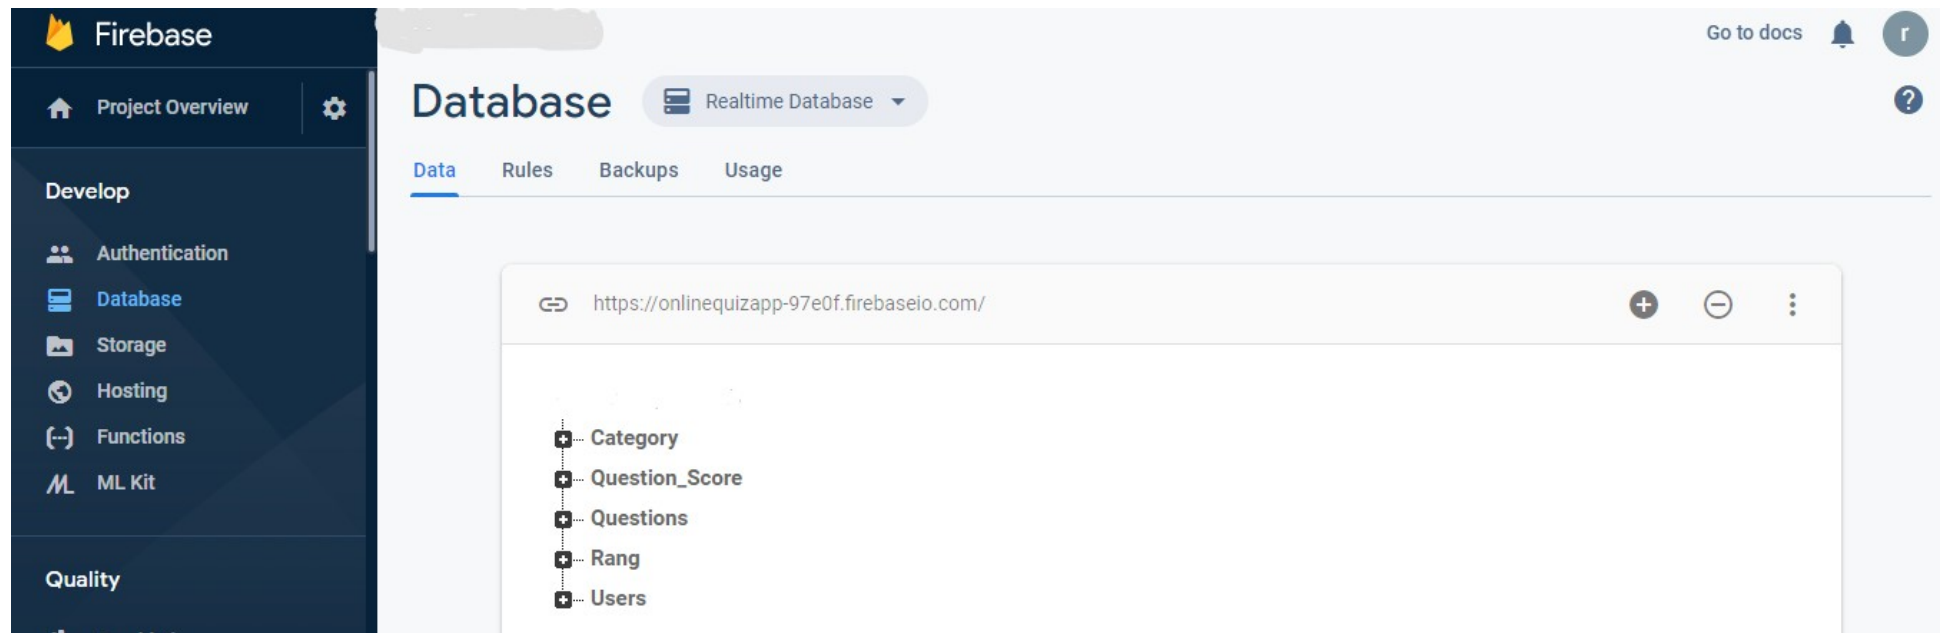 Firebase
Go to docs
r
Project Overview
Database
Realtime Database
Data Rules Backups Usage
Develop
Authentication
Database
Storage
Hosting
Functions
ML ML Kit
Quality
https://onlinequizapp-97e0f.firebaseio.com/
Category
Question_Score
Questions
Rang
Users